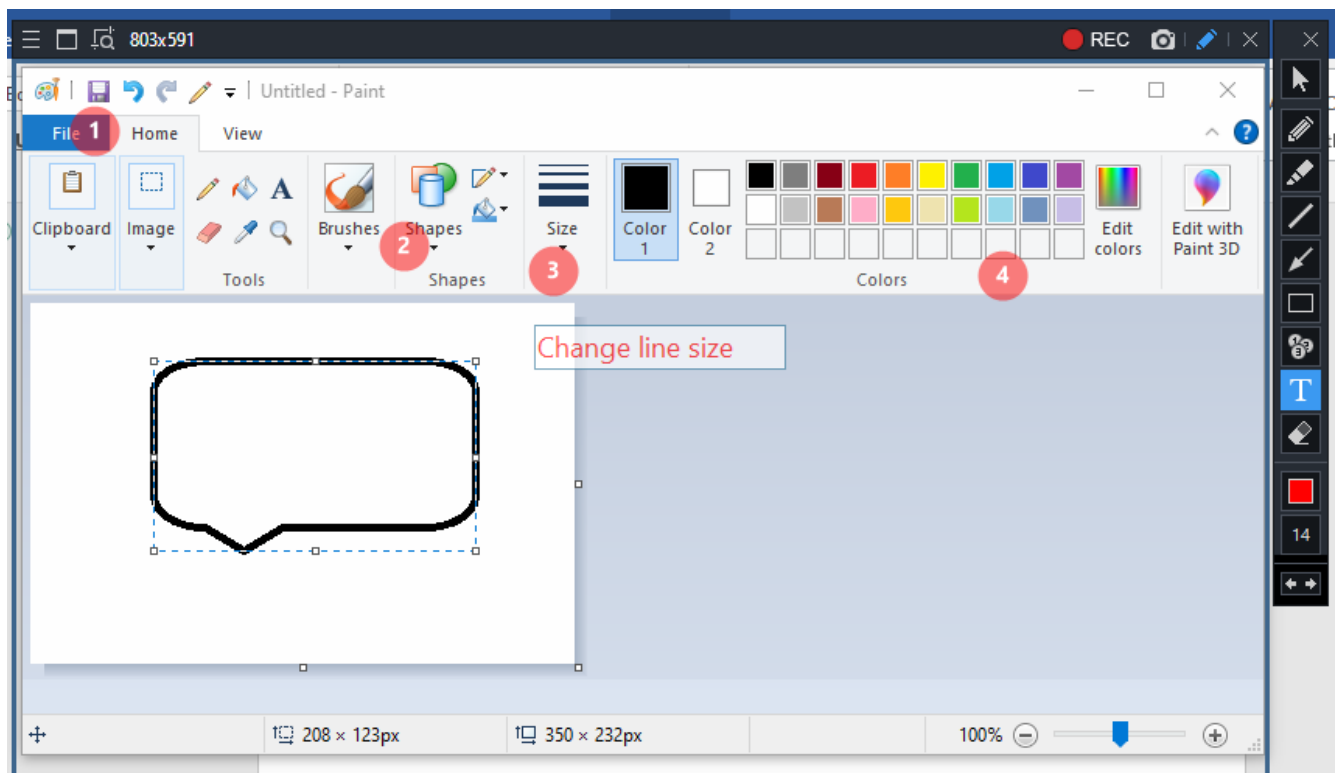 803x591
REC
Untitled - Paint
File 1 Home View
Clipboard Image Brushes Shapes Size Color 1 Color 2 Edit colors Edit with Paint 3D
A
2
3
4
Tools Shapes Colors
Change line size
T
14
208 × 123px 350 × 232px 100%